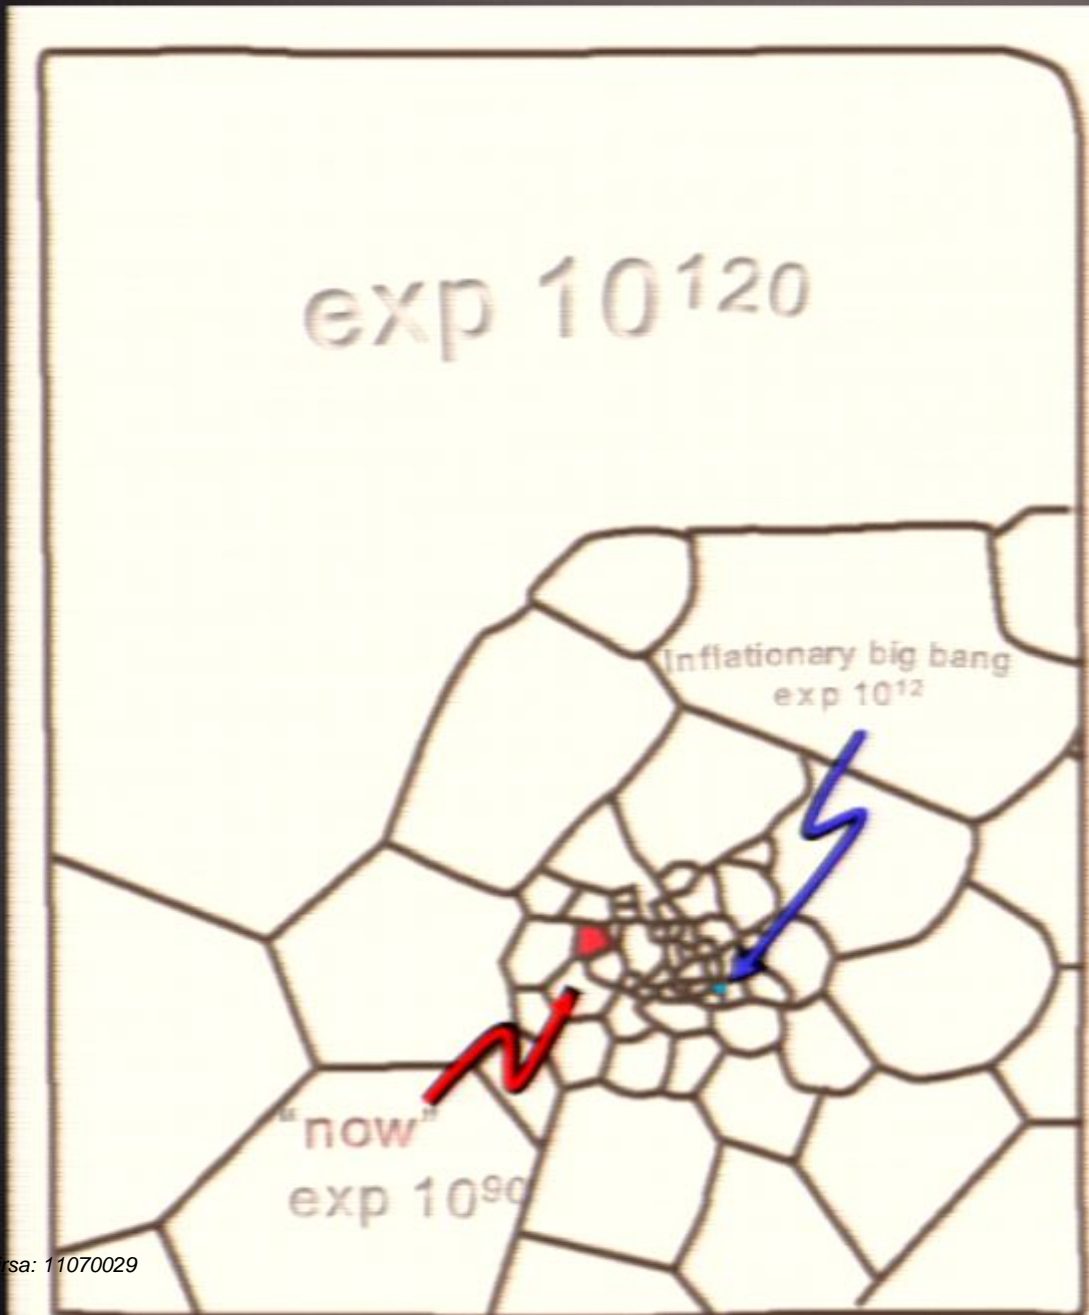 exp 10¹²⁰
Inflationary big bang
exp 10¹²
"now"
exp 10⁹⁰
rsa: 11070029